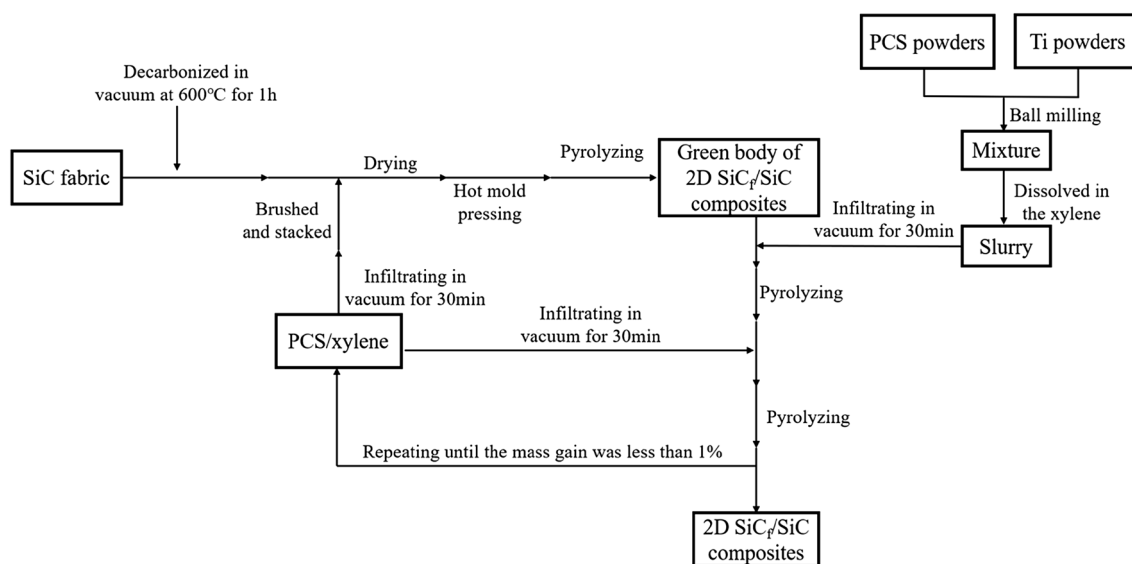 PCS powders
Ti powders
Decarbonized in
vacuum at 600℃ for 1h
Ball milling
SiC fabric
Drying
Pyrolyzing
Green body of
2D SiCf/SiC
composites
Mixture
Hot mold
pressing
Brushed
and stacked
Dissolved in
the xylene
Infiltrating in
vacuum for 30min
Slurry
Infiltrating in
vacuum for 30min
Pyrolyzing
PCS/xylene
Infiltrating in
vacuum for 30min
Pyrolyzing
Repeating until the mass gain was less than 1%
2D SiCf/SiC
composites